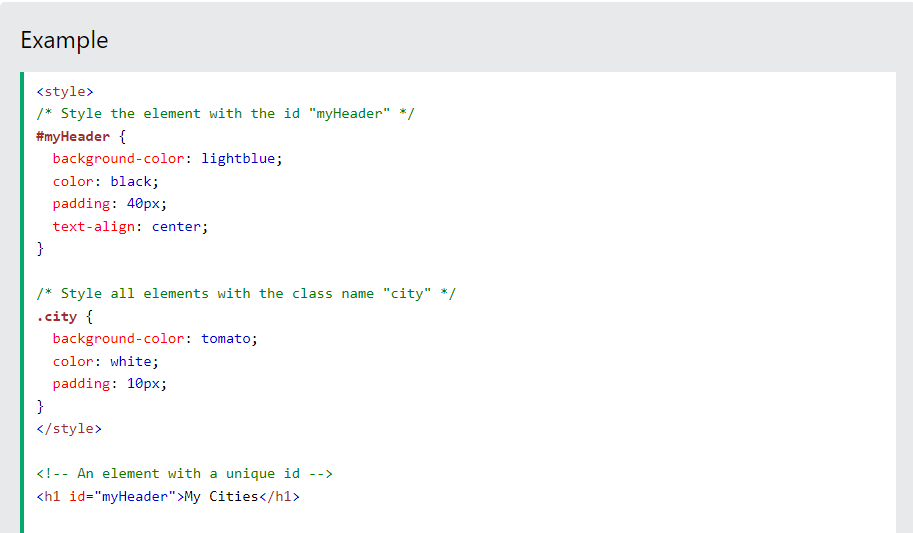 Example
<style>
/* Style the element with the id "myHeader" */
#myHeader {
  background-color: lightblue;
  color: black;
  padding: 40px;
  text-align: center;
}
/* Style all elements with the class name "city" */
.city {
  background-color: tomato;
  color: white;
  padding: 10px;
}
</style>
<!-- An element with a unique id -->
<h1 id="myHeader">My Cities</h1>